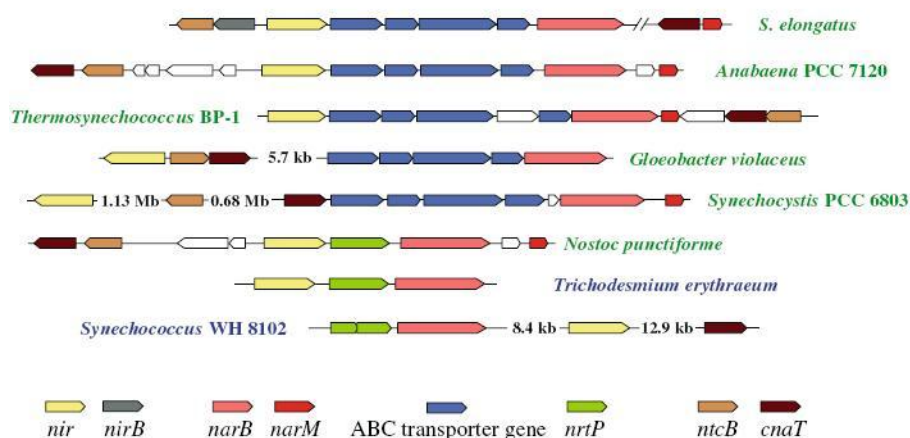 S. elongatus
Anabaena PCC 7120
Thermosynechococcus BP-1
5.7 kb Gloeobacter violaceus
1.13 Mb 0.68 Mb Synechocystis PCC 6803
Nostoc punctiforme
Trichodesmium erythraeum
Synechococcus WH 8102 8.4 kb 12.9 kb
nir nirB narB narM ABC transporter gene nrtP ntcB cnaT